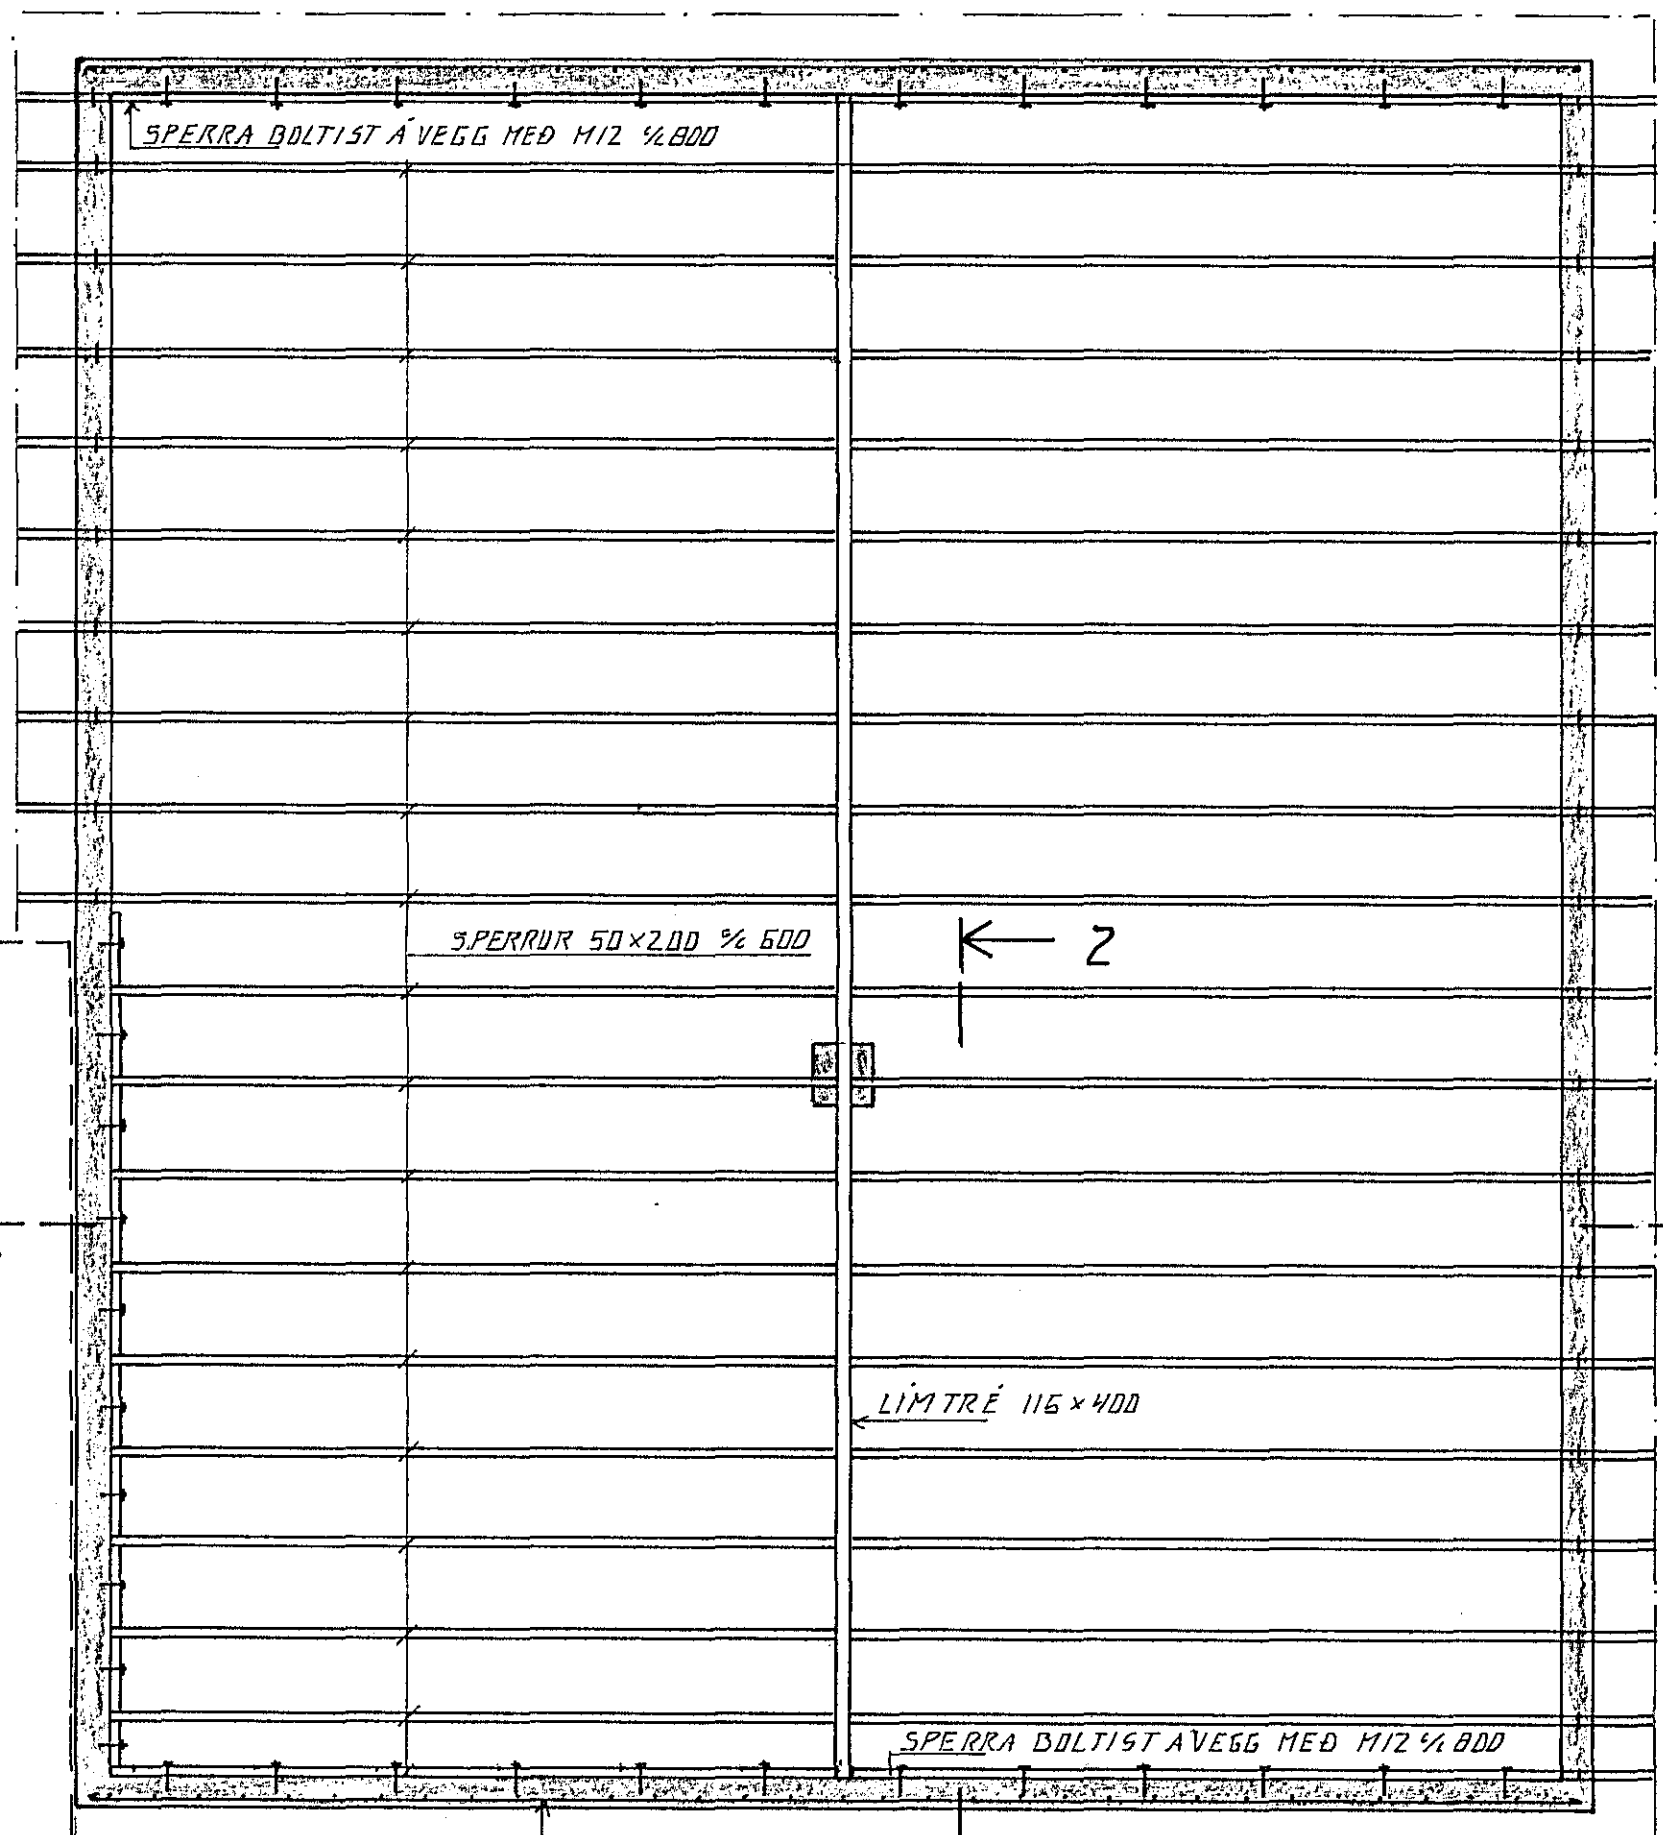 SPERRA BOLTIST Á VEGG MEÐ M12 c/c 800
SPERRUR 50×200 c/c 600
2
LÍMTRÉ 115×400
SPERRA BOLTIST Á VEGG MEÐ M12 c/c 800